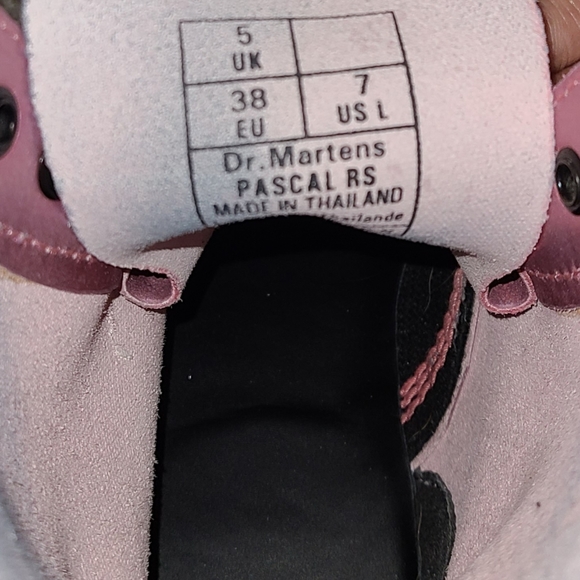 5
UK
38
EU
7
US L
Dr.Martens
PASCAL RS
MADE IN THAILAND